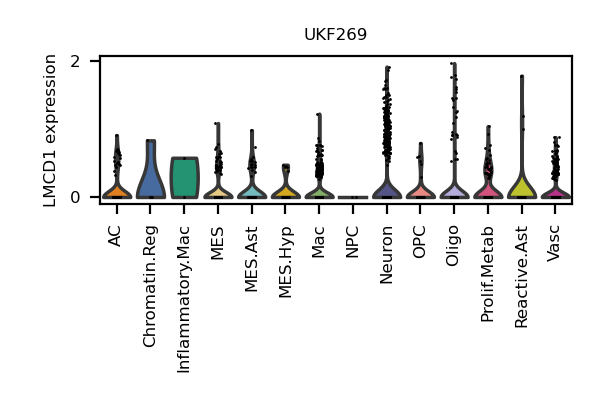 UKF269
LMCD1 expression
2
0
AC
Chromatin.Reg
Inflammatory.Mac
MES
MES.Ast
MES.Hyp
Mac
NPC
Neuron
OPC
Oligo
Prolif.Metab
Reactive.Ast
Vasc